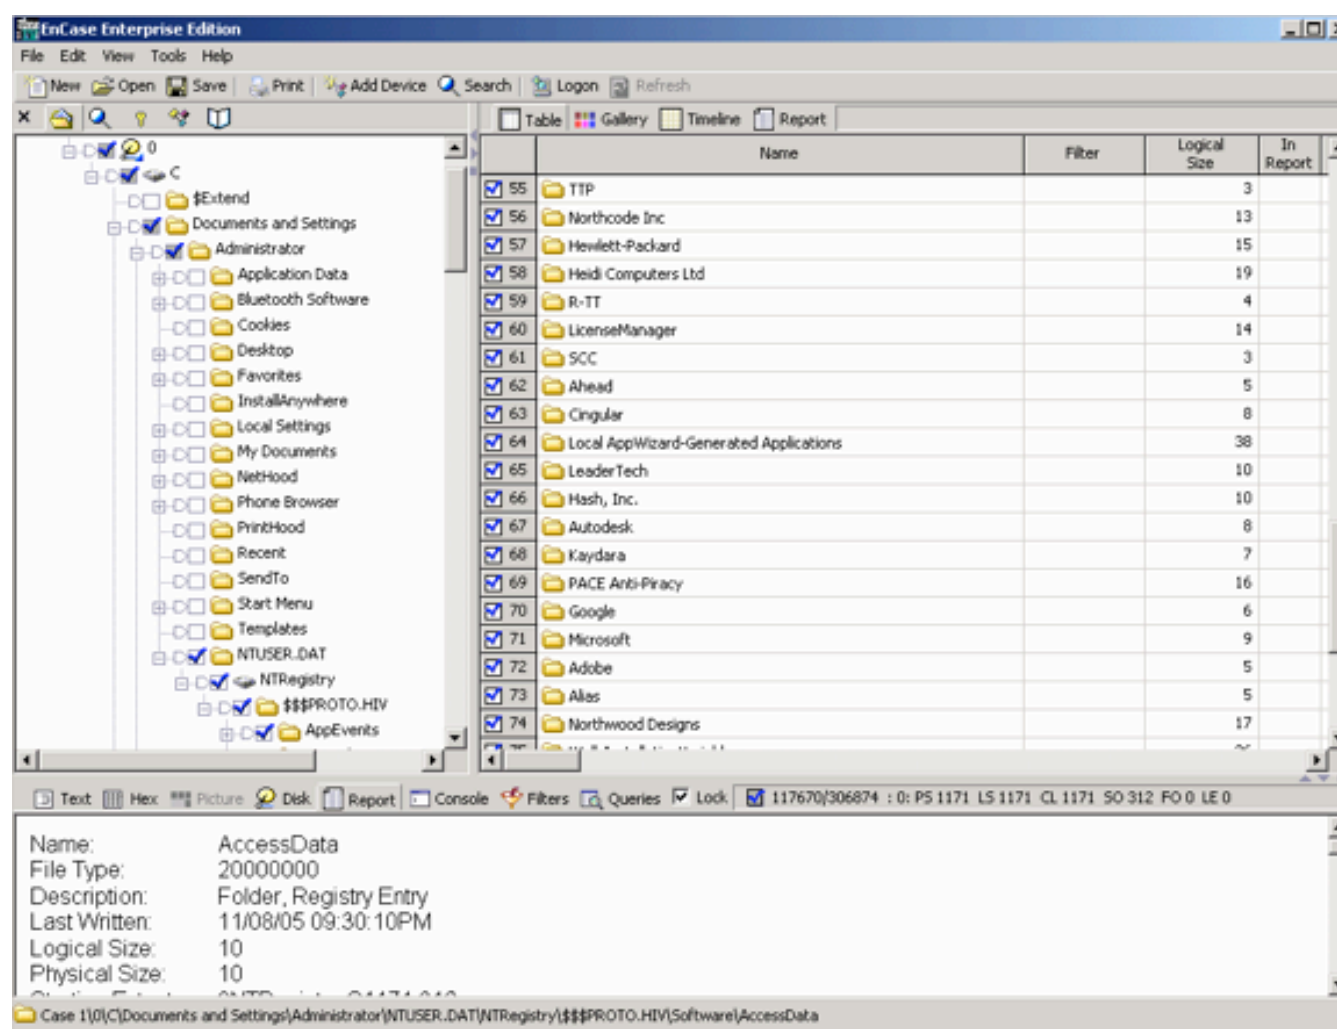 EnCase Enterprise Edition
File Edit View Tools Help
New Open Save Print Add Device Search Logon Refresh
Table Gallery Timeline Report
0
C
$Extend
Documents and Settings
Administrator
Application Data
Bluetooth Software
Cookies
Desktop
Favorites
InstallAnywhere
Local Settings
My Documents
NetHood
Phone Browser
PrintHood
Recent
SendTo
Start Menu
Templates
NTUSER.DAT
NTRegistry
$$$PROTO.HIV
AppEvents
Name Filter Logical Size In Report
55 TTP 3
56 Northcode Inc 13
57 Hewlett-Packard 15
58 Heidi Computers Ltd 19
59 R-TT 4
60 LicenseManager 14
61 SCC 3
62 Ahead 5
63 Cingular 8
64 Local AppWizard-Generated Applications 38
65 LeaderTech 10
66 Hash, Inc. 10
67 Autodesk 8
68 Kaydara 7
69 PACE Anti-Piracy 16
70 Google 6
71 Microsoft 9
72 Adobe 5
73 Alias 5
74 Northwood Designs 17
Text Hex Picture Disk Report Console Filters Queries Lock 117670/306874 : 0: PS 1171 LS 1171 CL 1171 SO 312 FO 0 LE 0
Name: AccessData
File Type: 20000000
Description: Folder, Registry Entry
Last Written: 11/08/05 09:30:10PM
Logical Size: 10
Physical Size: 10
Case 1\0\C\Documents and Settings\Administrator\NTUSER.DAT\NTRegistry\$$$PROTO.HIV\Software\AccessData